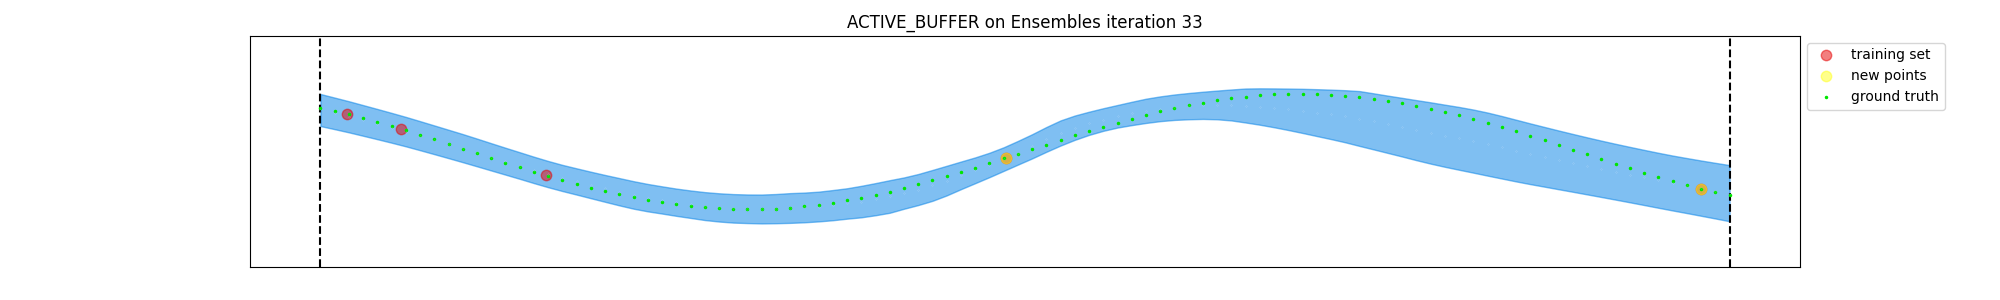 ACTIVE_BUFFER on Ensembles iteration 33
training set
new points
ground truth